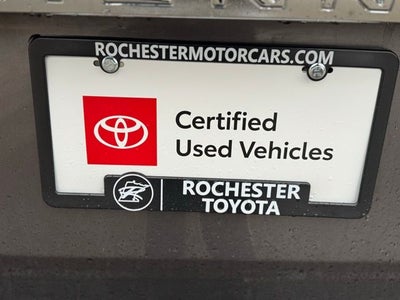 ROCHESTERMOTORCARS.COM
Certified
Used Vehicles
ROCHESTER
TOYOTA